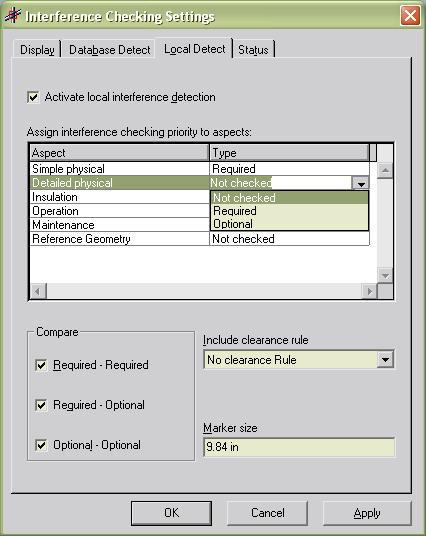 Interference Checking Settings
Display Database Detect Local Detect Status
Activate local interference detection
Assign interference checking priority to aspects:
Aspect Type
Simple physical Required
Detailed physical Not checked
Insulation Not checked
Operation Required
Maintenance Optional
Reference Geometry Not checked
Compare
Required - Required
Required - Optional
Optional - Optional
Include clearance rule
No clearance Rule
Marker size
9.84 in
OK Cancel Apply